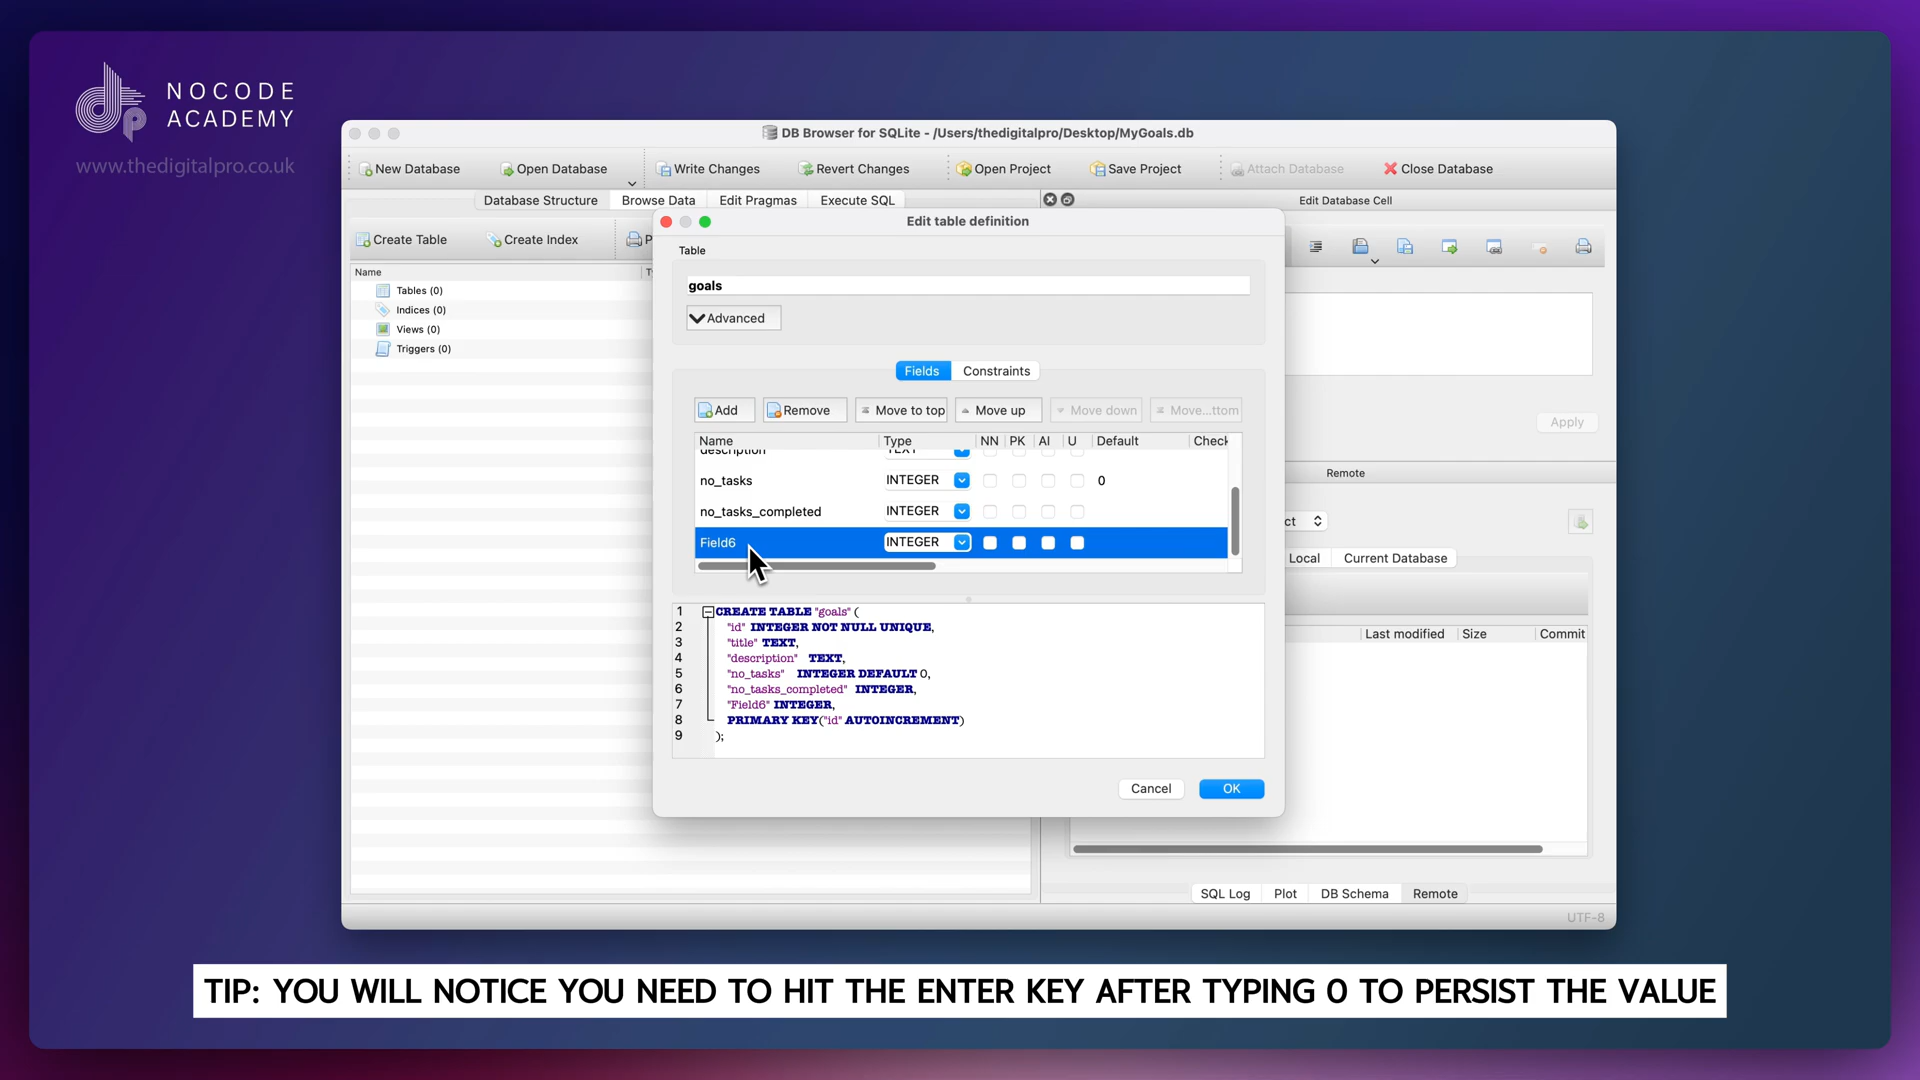 NOCODE
ACADEMY
www.thedigitalpro.co.uk
DB Browser for SQLite - /Users/thedigitalpro/Desktop/MyGoals.db
New Database Open Database Write Changes Revert Changes Open Project Save Project Attach Database Close Database
Database Structure Browse Data Edit Pragmas Execute SQL Edit Database Cell
Edit table definition
Create Table Create Index P
Table
Name T
goals
Tables (0)
Indices (0)
Views (0)
Triggers (0)
Advanced
Fields Constraints
Add Remove Move to top Move up Move down Move...ttom
Apply
Name Type NN PK AI U Default Check
description TEXT
Remote
no_tasks INTEGER 0
no_tasks_completed INTEGER
ct
Field6 INTEGER
Local Current Database
1 CREATE TABLE "goals" (
2 "id" INTEGER NOT NULL UNIQUE,
3 "title" TEXT,
4 "description" TEXT,
5 "no_tasks" INTEGER DEFAULT 0,
6 "no_tasks_completed" INTEGER,
7 "Field6" INTEGER,
8 PRIMARY KEY("id" AUTOINCREMENT)
9 );
Last modified Size Commit
Cancel OK
SQL Log Plot DB Schema Remote
UTF-8
TIP: YOU WILL NOTICE YOU NEED TO HIT THE ENTER KEY AFTER TYPING 0 TO PERSIST THE VALUE